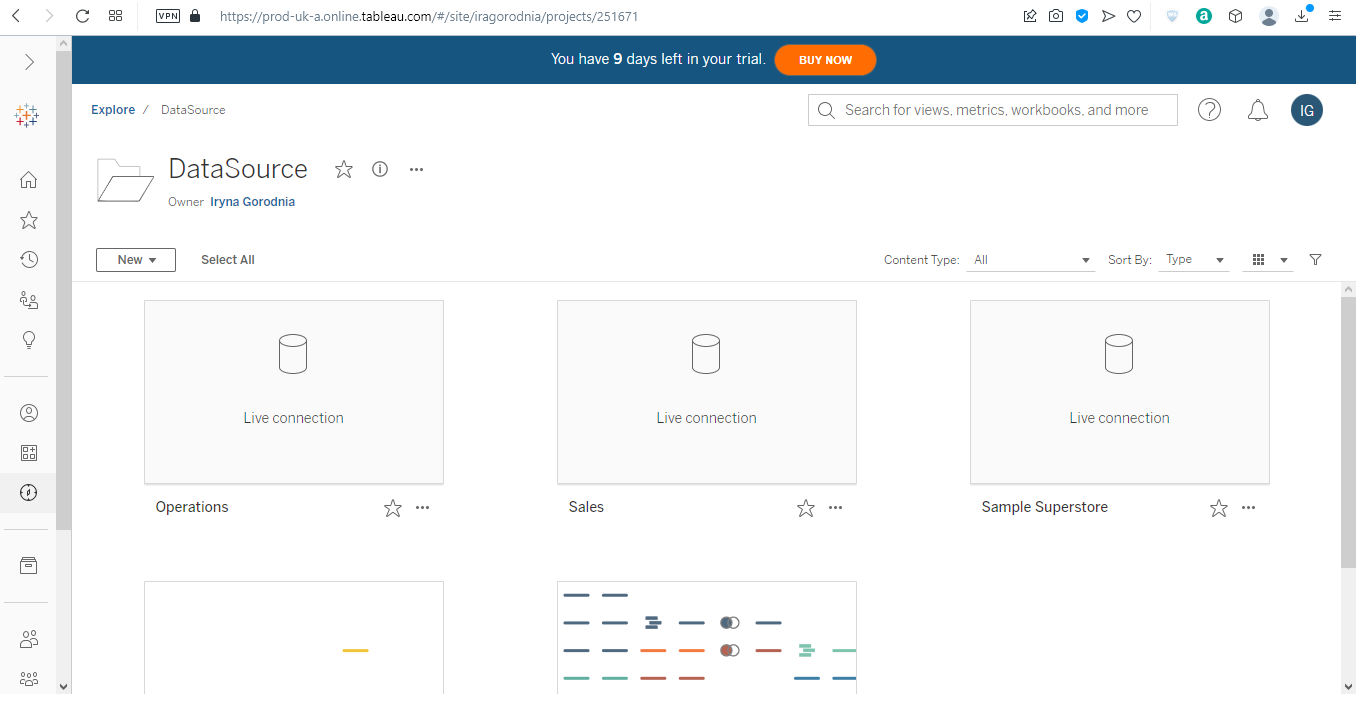 VPN
https://prod-uk-a.online.tableau.com/#/site/iragorodnia/projects/251671
a
You have 9 days left in your trial.
BUY NOW
Explore / DataSource
Search for views, metrics, workbooks, and more
?
IG
DataSource
Owner Iryna Gorodnia
New
Select All
Content Type: All
Sort By: Type
Live connection
Live connection
Live connection
Operations
Sales
Sample Superstore